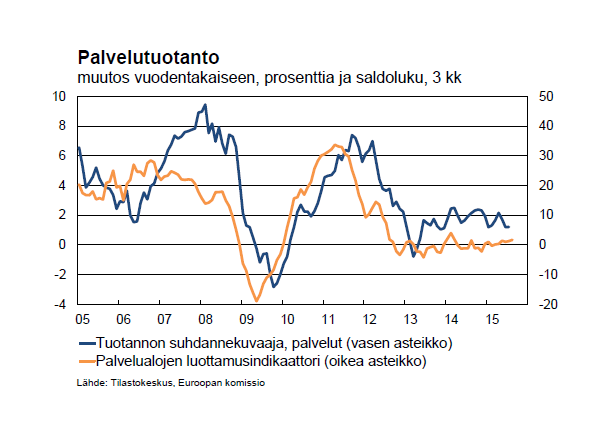 Palvelutuotanto
muutos vuodentakaiseen, prosenttia ja saldoluku, 3 kk
10 50
8 40
6 30
4 20
2 10
0 0
-2 -10
-4 -20
05 06 07 08 09 10 11 12 13 14 15
Tuotannon suhdannekuvaaja, palvelut (vasen asteikko)
Palvelualojen luottamusindikaattori (oikea asteikko)
Lähde: Tilastokeskus, Euroopan komissio